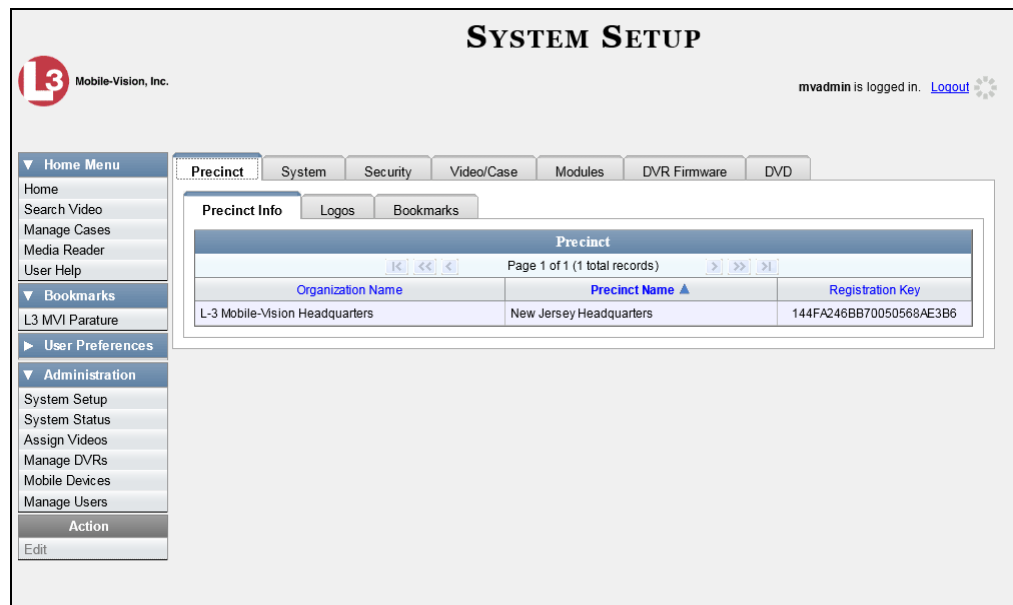 SYSTEM SETUP
L3 Mobile-Vision, Inc.
mvadmin is logged in. Logout
▼ Home Menu
Home
Search Video
Manage Cases
Media Reader
User Help
▼ Bookmarks
L3 MVI Parature
▶ User Preferences
▼ Administration
System Setup
System Status
Assign Videos
Manage DVRs
Mobile Devices
Manage Users
Action
Edit
Precinct System Security Video/Case Modules DVR Firmware DVD
Precinct Info Logos Bookmarks
Precinct
Page 1 of 1 (1 total records)
Organization Name Precinct Name ▲ Registration Key
L-3 Mobile-Vision Headquarters New Jersey Headquarters 144FA246BB70050568AE3B6